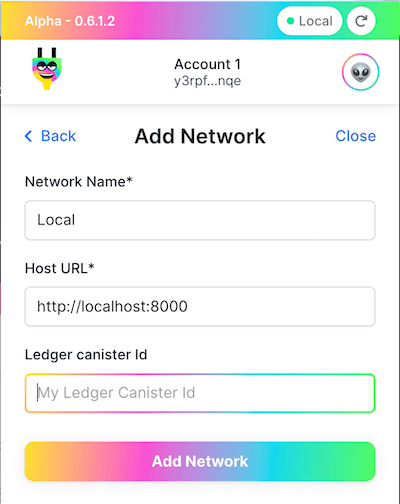 Alpha - 0.6.1.2
Local
Account 1
y3rpf...nqe
Back
Add Network
Close
Network Name*
Local
Host URL*
http://localhost:8000
Ledger canister Id
My Ledger Canister Id
Add Network